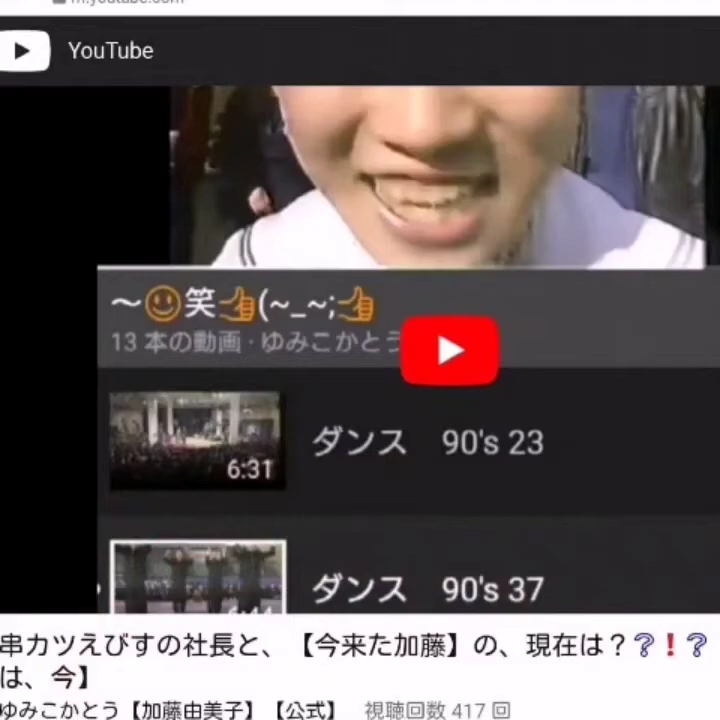 YouTube
〜☺笑👍(~_~;👍
13 本の動画・ゆみこかとう
6:31
ダンス 90's 23
ダンス 90's 37
串カツえびすの社長と、【今来た加藤】の、現在は？❔❗❔
は、今】
ゆみこかとう【加藤由美子】【公式】 視聴回数 417 回